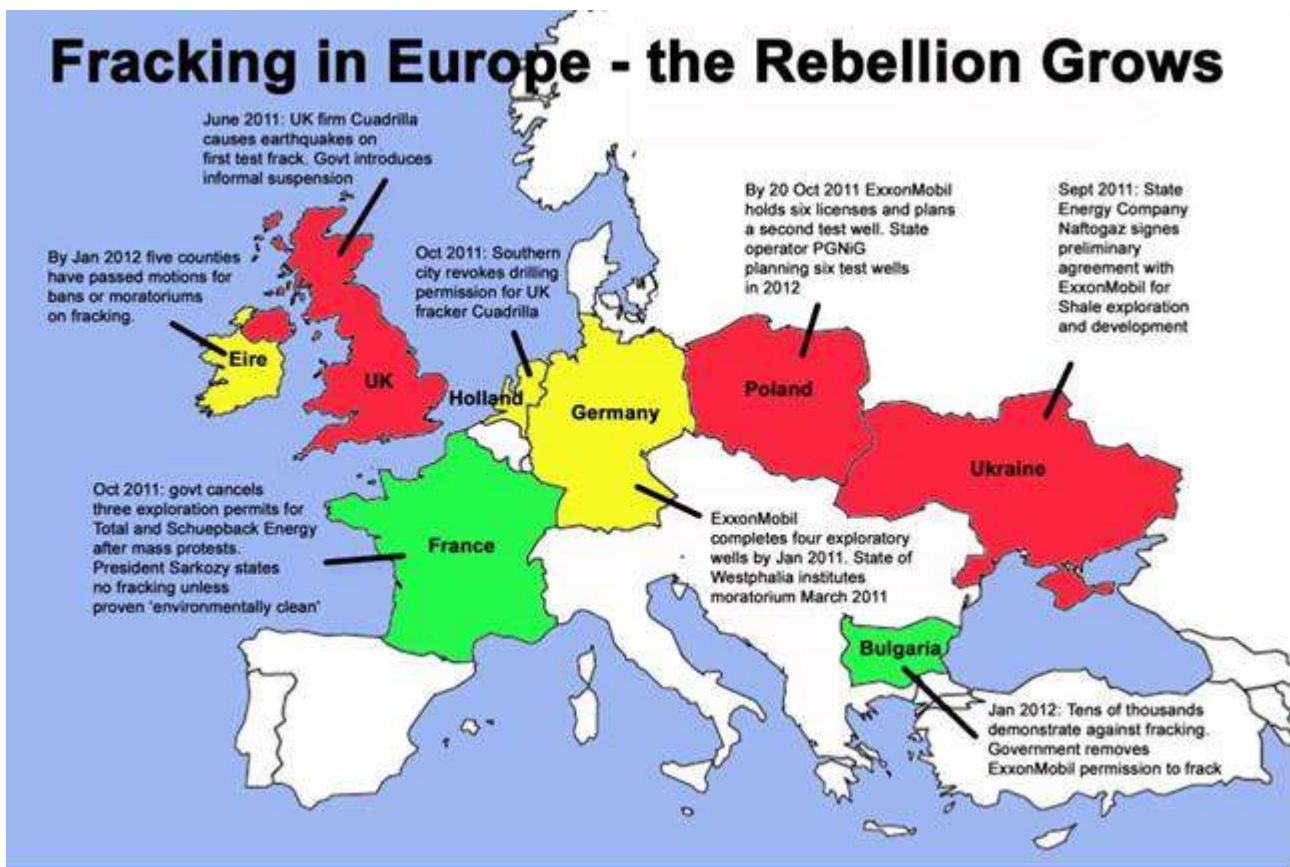 Fracking in Europe - the Rebellion Grows
June 2011: UK firm Cuadrilla
causes earthquakes on
first test frack. Govt introduces
informal suspension
By 20 Oct 2011 ExxonMobil
holds six licenses and plans
a second test well. State
operator PGNiG
planning six test wells
in 2012
Sept 2011: State
Energy Company
Naftogaz signes
preliminary
agreement with
ExxonMobil for
Shale exploration
and development
By Jan 2012 five counties
have passed motions for
bans or moratoriums
on fracking.
Oct 2011: Southern
city revokes drilling
permission for UK
fracker Cuadrilla
Eire
UK
Holland
Germany
Poland
Ukraine
Oct 2011: govt cancels
three exploration permits for
Total and Schuepback Energy
after mass protests.
President Sarkozy states
no fracking unless
proven 'environmentally clean'
France
ExxonMobil
completes four exploratory
wells by Jan 2011. State of
Westphalia institutes
moratorium March 2011
Bulgaria
Jan 2012: Tens of thousands
demonstrate against fracking.
Government removes
ExxonMobil permission to frack